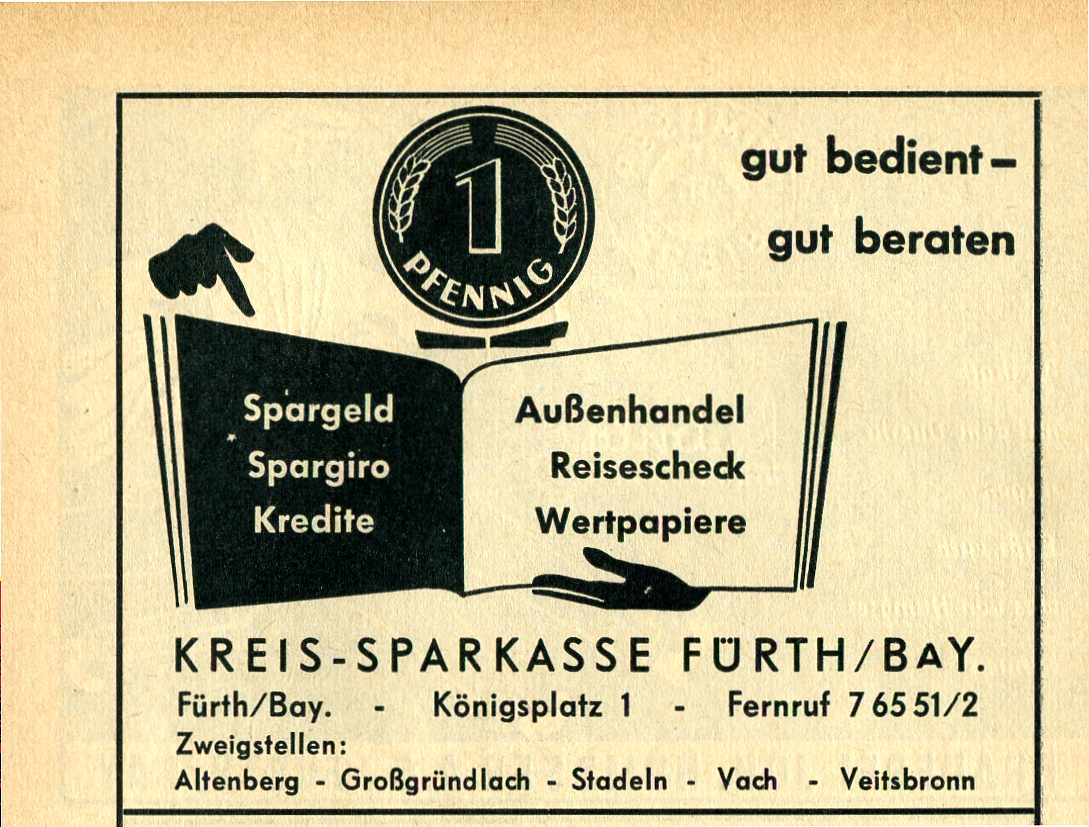 1
PFENNIG
gut bedient –
gut beraten
Spargeld
Spargiro
Kredite
Außenhandel
Reisescheck
Wertpapiere
KREIS-SPARKASSE FÜRTH/BAY.
Fürth/Bay. - Königsplatz 1 - Fernruf 7 65 51/2
Zweigstellen:
Altenberg - Großgründlach - Stadeln - Vach - Veitsbronn